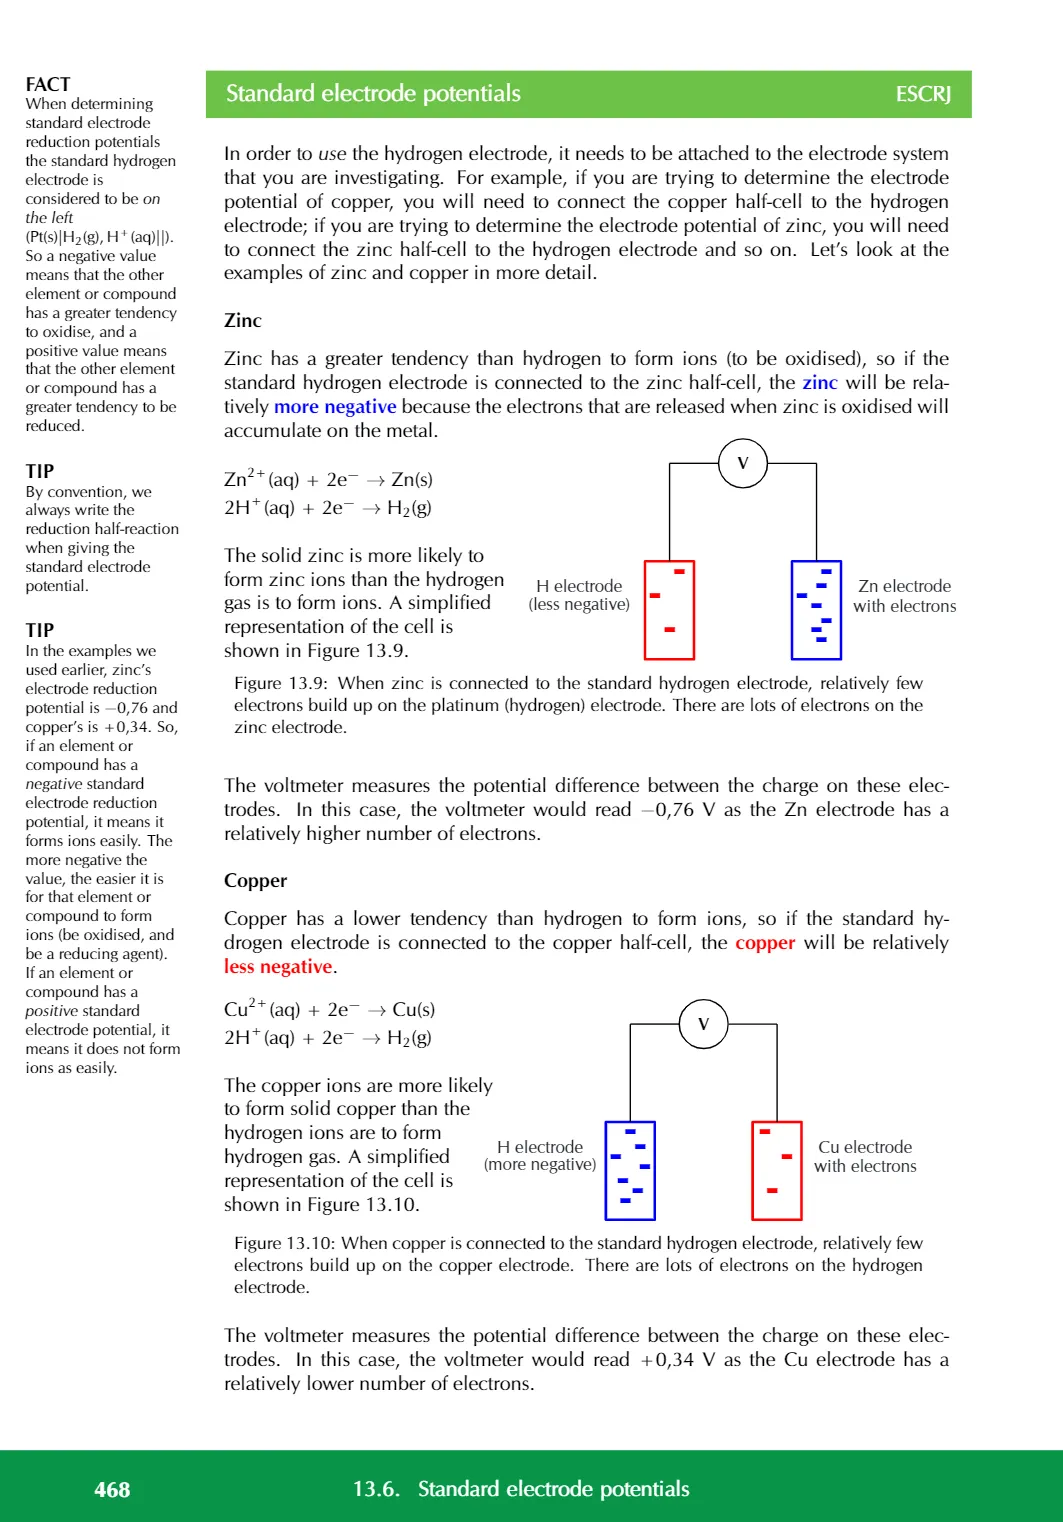 FACT
When determining
standard electrode
reduction potentials
the standard hydrogen
electrode is
considered to be on
the left
(Pt(s)|H₂(g), H⁺(aq)||).
So a negative value
means that the other
element or compound
has a greater tendency
to oxidise, and a
positive value means
that the other element
or compound has a
greater tendency to be
reduced.
TIP
By convention, we
always write the
reduction half-reaction
when giving the
standard electrode
potential.
TIP
In the examples we
used earlier, zinc’s
electrode reduction
potential is −0,76 and
copper’s is +0,34. So,
if an element or
compound has a
negative standard
electrode reduction
potential, it means it
forms ions easily. The
more negative the
value, the easier it is
for that element or
compound to form
ions (be oxidised, and
be a reducing agent).
If an element or
compound has a
positive standard
electrode potential, it
means it does not form
ions as easily.
Standard electrode potentials ESCRJ
In order to use the hydrogen electrode, it needs to be attached to the electrode system
that you are investigating. For example, if you are trying to determine the electrode
potential of copper, you will need to connect the copper half-cell to the hydrogen
electrode; if you are trying to determine the electrode potential of zinc, you will need
to connect the zinc half-cell to the hydrogen electrode and so on. Let’s look at the
examples of zinc and copper in more detail.
Zinc
Zinc has a greater tendency than hydrogen to form ions (to be oxidised), so if the
standard hydrogen electrode is connected to the zinc half-cell, the zinc will be rela-
tively more negative because the electrons that are released when zinc is oxidised will
accumulate on the metal.
Zn²⁺(aq) + 2e⁻ → Zn(s)
2H⁺(aq) + 2e⁻ → H₂(g)
The solid zinc is more likely to
form zinc ions than the hydrogen
gas is to form ions. A simplified
representation of the cell is
shown in Figure 13.9.
V
H electrode
(less negative)
Zn electrode
with electrons
Figure 13.9: When zinc is connected to the standard hydrogen electrode, relatively few
electrons build up on the platinum (hydrogen) electrode. There are lots of electrons on the
zinc electrode.
The voltmeter measures the potential difference between the charge on these elec-
trodes. In this case, the voltmeter would read −0,76 V as the Zn electrode has a
relatively higher number of electrons.
Copper
Copper has a lower tendency than hydrogen to form ions, so if the standard hy-
drogen electrode is connected to the copper half-cell, the copper will be relatively
less negative.
Cu²⁺(aq) + 2e⁻ → Cu(s)
2H⁺(aq) + 2e⁻ → H₂(g)
The copper ions are more likely
to form solid copper than the
hydrogen ions are to form
hydrogen gas. A simplified
representation of the cell is
shown in Figure 13.10.
V
H electrode
(more negative)
Cu electrode
with electrons
Figure 13.10: When copper is connected to the standard hydrogen electrode, relatively few
electrons build up on the copper electrode. There are lots of electrons on the hydrogen
electrode.
The voltmeter measures the potential difference between the charge on these elec-
trodes. In this case, the voltmeter would read +0,34 V as the Cu electrode has a
relatively lower number of electrons.
468 13.6. Standard electrode potentials